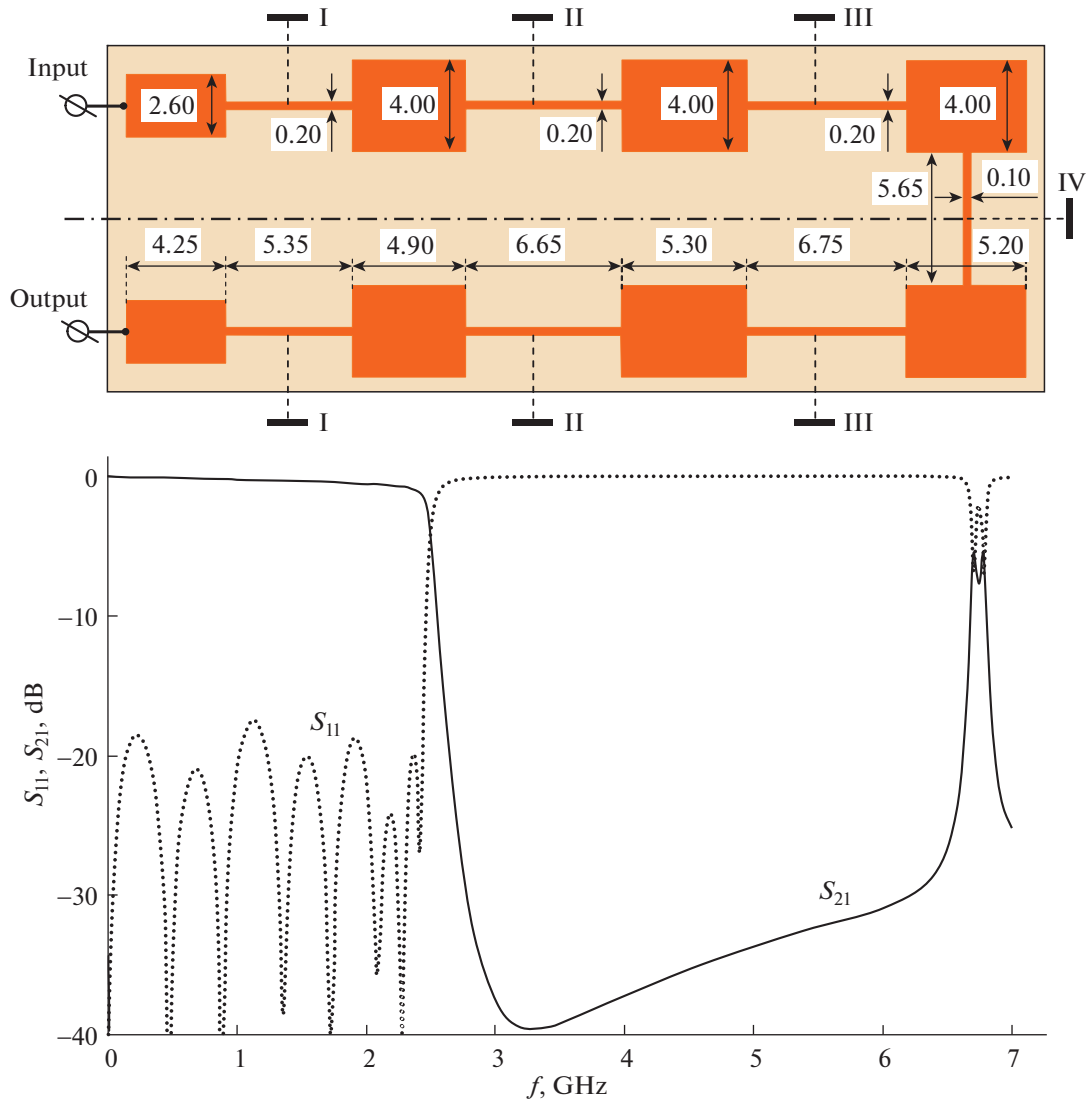 I II III
Input
2.60 4.00 4.00 4.00
0.20 0.20 0.20
5.65 0.10
IV
4.25 5.35 4.90 6.65 5.30 6.75 5.20
Output
I II III
0
–10
–20
–30
–40
S11, S21, dB
S11
S21
0 1 2 3 4 5 6 7
f, GHz